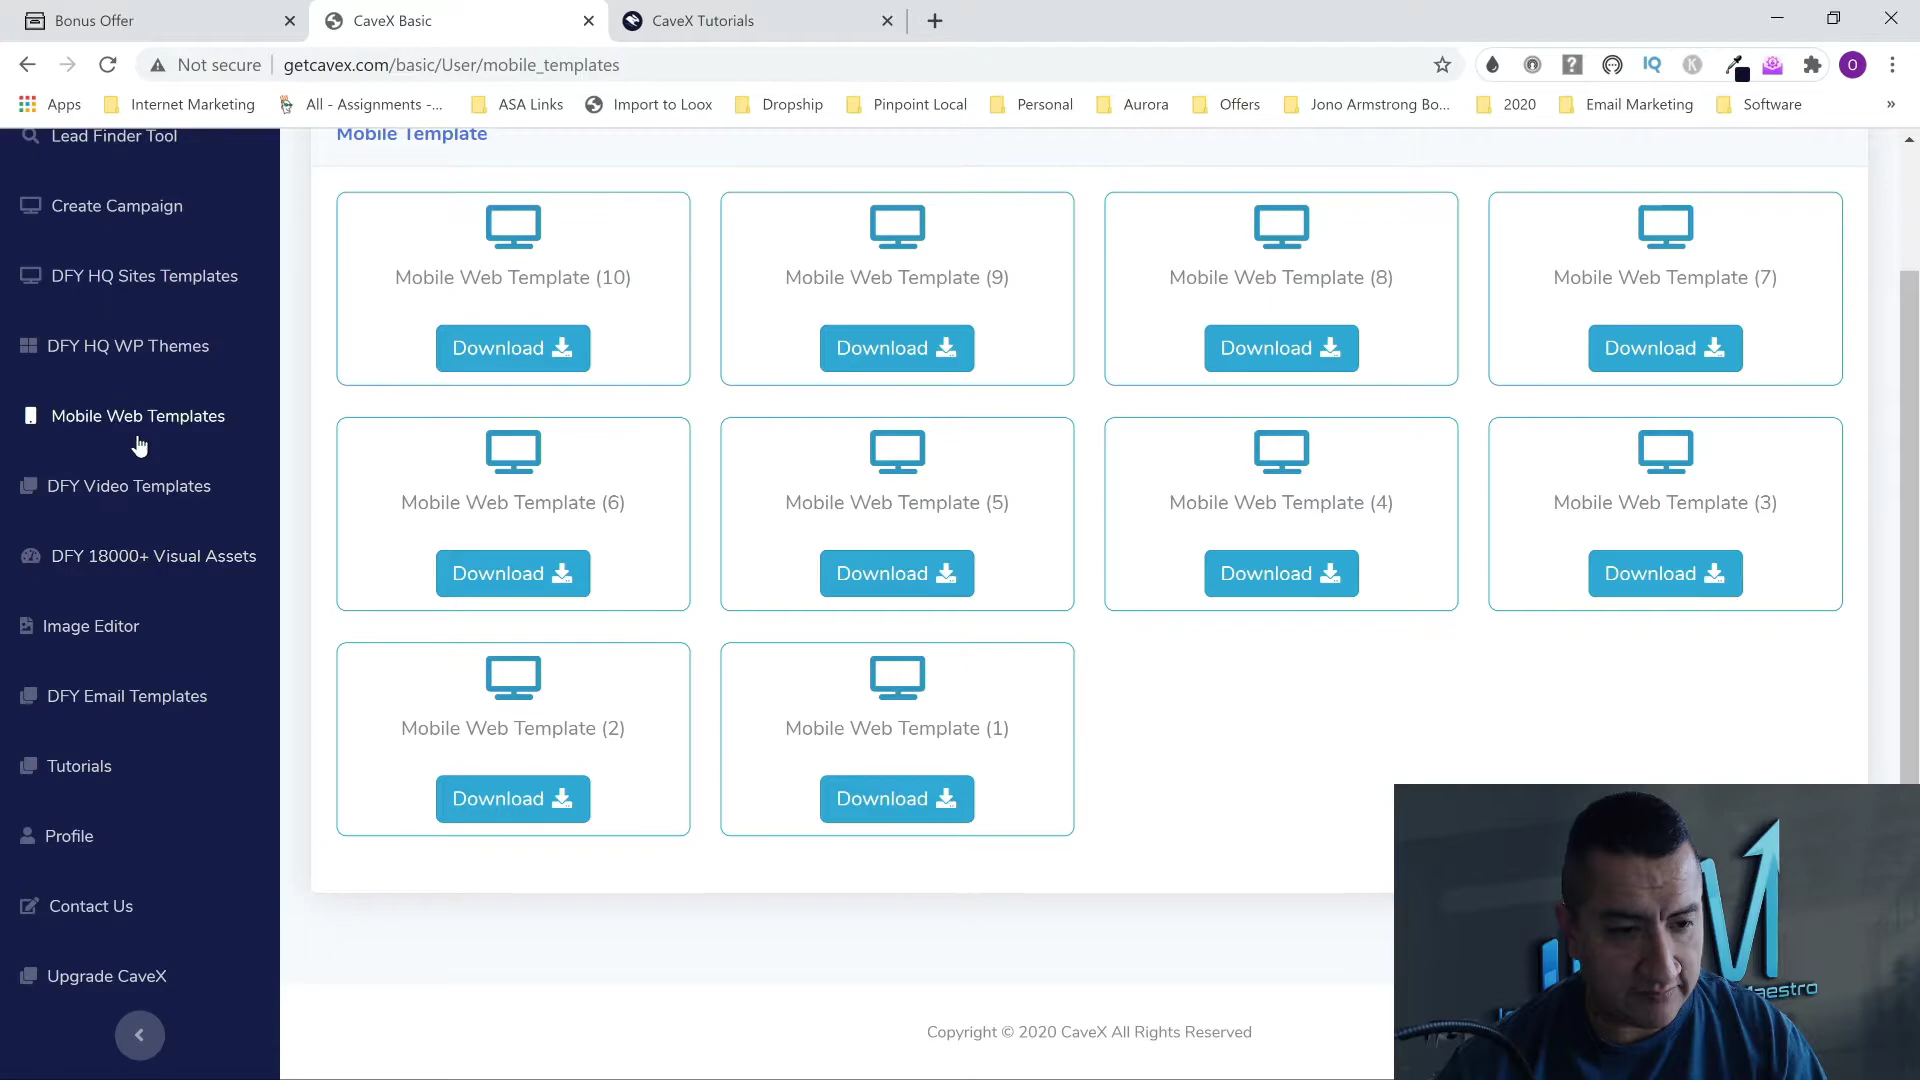 Bonus Offer
CaveX Basic
CaveX Tutorials
Not secure
getcavex.com/basic/User/mobile_templates
IQ
K
O
Apps
Internet Marketing
All - Assignments -...
ASA Links
Import to Loox
Dropship
Pinpoint Local
Personal
Aurora
Offers
Jono Armstrong Bo...
2020
Email Marketing
Software
»
Lead Finder Tool
Create Campaign
DFY HQ Sites Templates
DFY HQ WP Themes
Mobile Web Templates
DFY Video Templates
DFY 18000+ Visual Assets
Image Editor
DFY Email Templates
Tutorials
Profile
Contact Us
Upgrade CaveX
Mobile Template
Mobile Web Template (10)
Download
Mobile Web Template (9)
Download
Mobile Web Template (8)
Download
Mobile Web Template (7)
Download
Mobile Web Template (6)
Download
Mobile Web Template (5)
Download
Mobile Web Template (4)
Download
Mobile Web Template (3)
Download
Mobile Web Template (2)
Download
Mobile Web Template (1)
Download
Copyright © 2020 CaveX All Rights Reserved